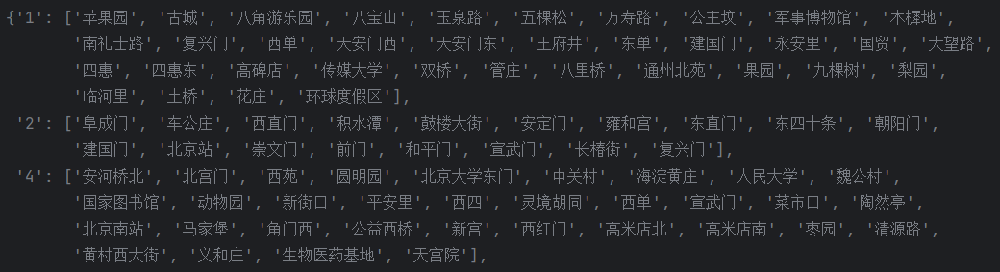 {'1': ['苹果园', '古城', '八角游乐园', '八宝山', '玉泉路', '五棵松', '万寿路', '公主坟', '军事博物馆', '木樨地',
'南礼士路', '复兴门', '西单', '天安门西', '天安门东', '王府井', '东单', '建国门', '永安里', '国贸', '大望路',
'四惠', '四惠东', '高碑店', '传媒大学', '双桥', '管庄', '八里桥', '通州北苑', '果园', '九棵树', '梨园',
'临河里', '土桥', '花庄', '环球度假区'],
'2': ['阜成门', '车公庄', '西直门', '积水潭', '鼓楼大街', '安定门', '雍和宫', '东直门', '东四十条', '朝阳门',
'建国门', '北京站', '崇文门', '前门', '和平门', '宣武门', '长椿街', '复兴门'],
'4': ['安河桥北', '北宫门', '西苑', '圆明园', '北京大学东门', '中关村', '海淀黄庄', '人民大学', '魏公村',
'国家图书馆', '动物园', '新街口', '平安里', '西四', '灵境胡同', '西单', '宣武门', '菜市口', '陶然亭',
'北京南站', '马家堡', '角门西', '公益西桥', '新宫', '西红门', '高米店北', '高米店南', '枣园', '清源路',
'黄村西大街', '义和庄', '生物医药基地', '天宫院'],